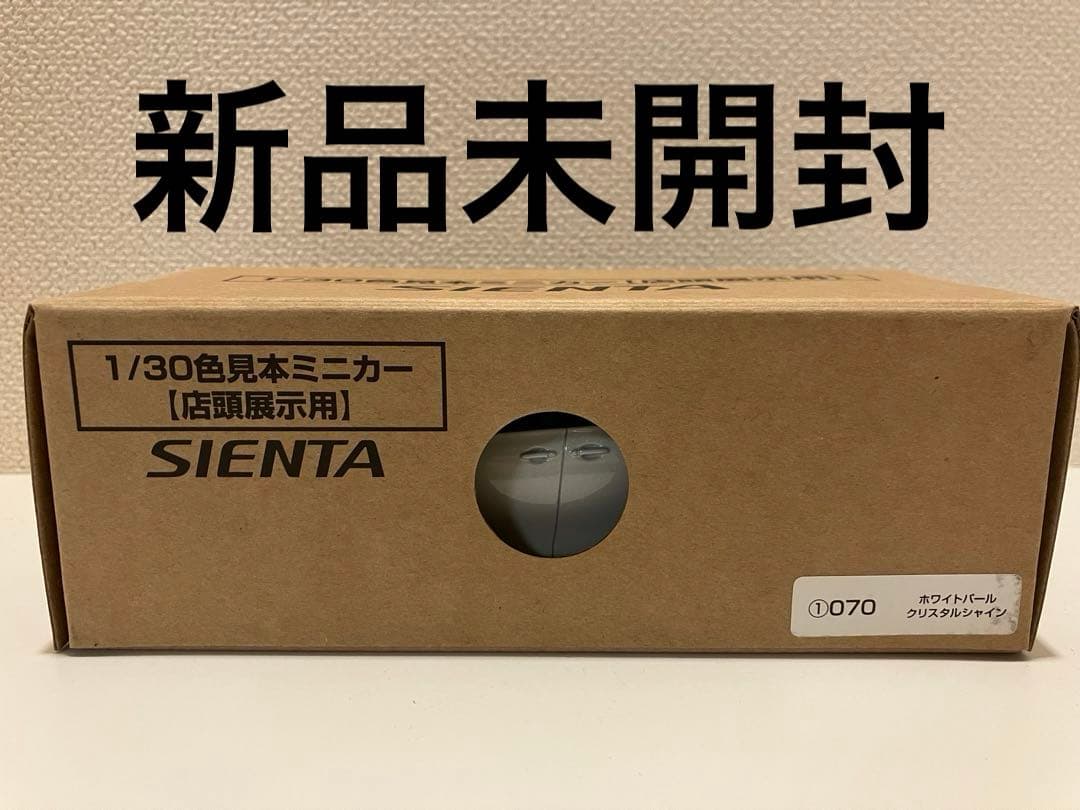 新品未開封
SIENTA
1/30色見本ミニカー
【店頭展示用】
SIENTA
①070
ホワイトパール
クリスタルシャイン